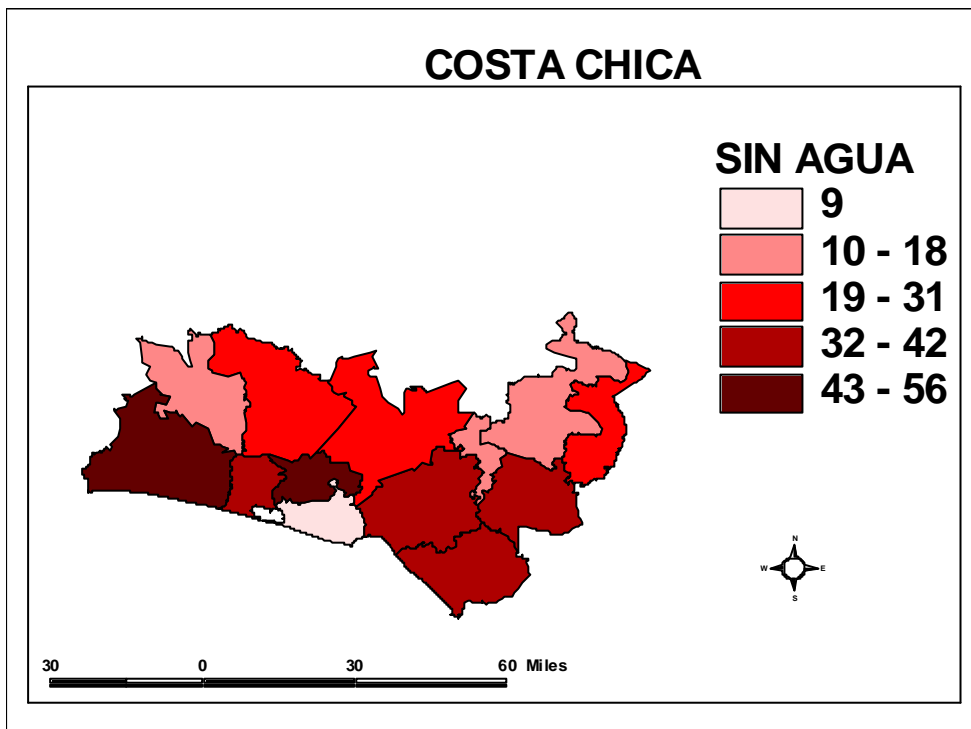 COSTA CHICA
SIN AGUA
9
10 - 18
19 - 31
32 - 42
43 - 56
N
W E
S
30 0 30 60 Miles